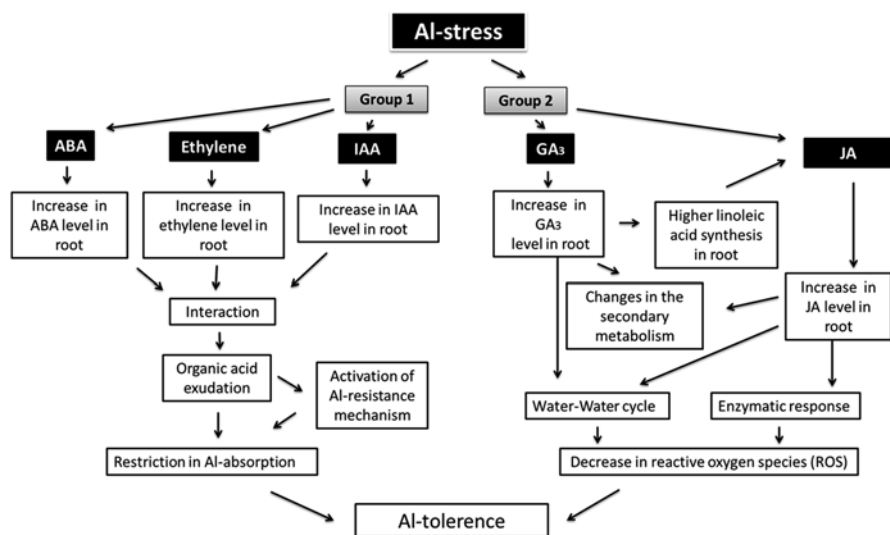 Al-stress
Group 1
Group 2
ABA
Ethylene
IAA
GA₃
JA
Increase in
ABA level in
root
Increase in
ethylene level in
root
Increase in IAA
level in root
Increase in
GA₃
level in root
Higher linoleic
acid synthesis
in root
Increase in
JA level in
root
Changes in the
secondary
metabolism
Interaction
Organic acid
exudation
Activation of
Al-resistance
mechanism
Water-Water cycle
Enzymatic response
Restriction in Al-absorption
Decrease in reactive oxygen species (ROS)
Al-tolerence